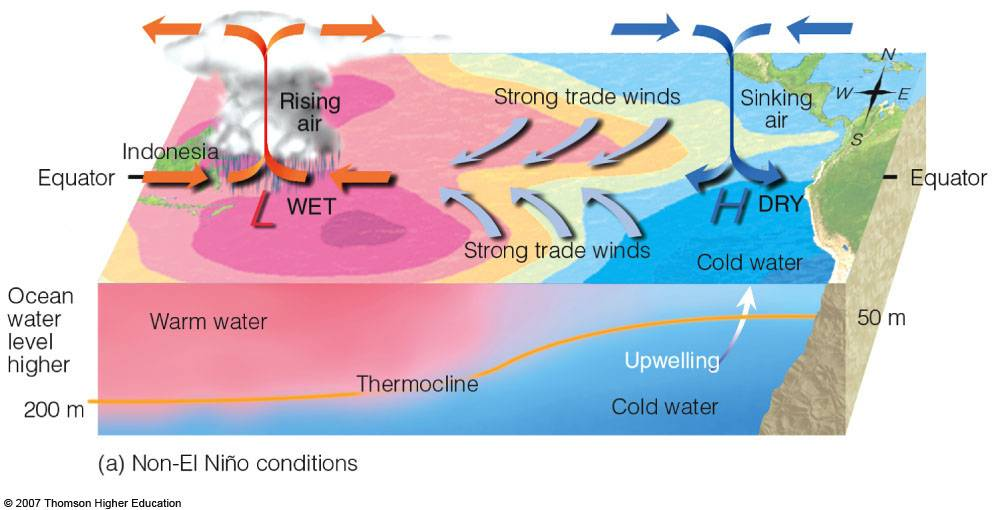 N
W
E
S
Strong trade winds
Rising
air
Sinking
air
Indonesia
Equator
Equator
L WET
H DRY
Strong trade winds
Cold water
Ocean
water
level
higher
Warm water
50 m
Upwelling
Thermocline
200 m
Cold water
(a) Non-El Niño conditions
© 2007 Thomson Higher Education